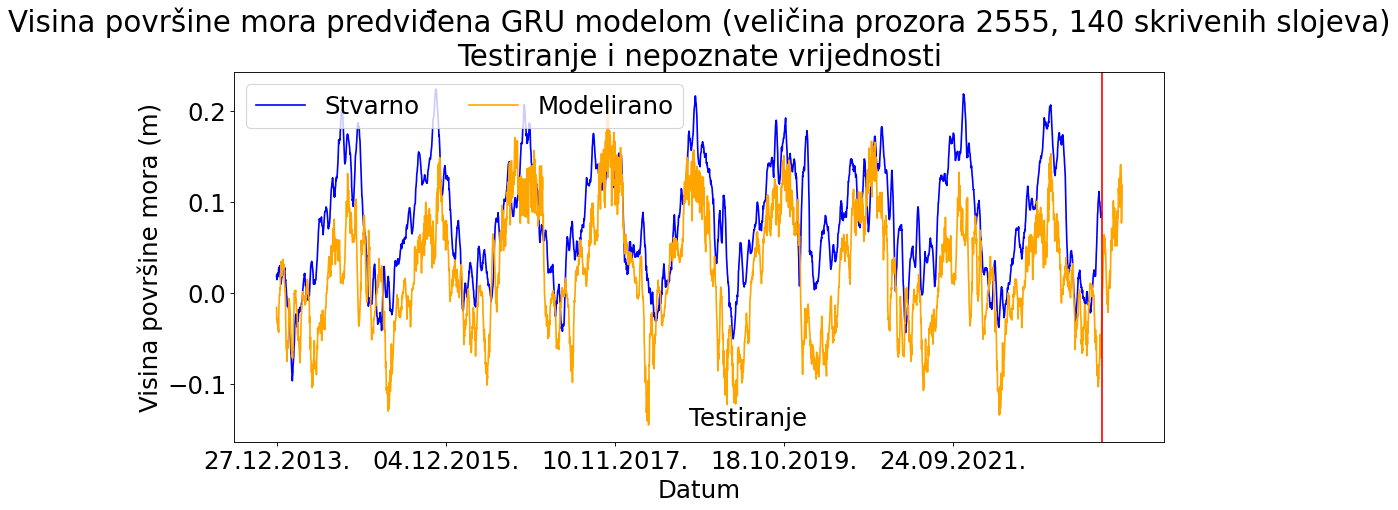 Visina površine mora predviđena GRU modelom (veličina prozora 2555, 140 skrivenih slojeva)
Testiranje i nepoznate vrijednosti
Stvarno
Modelirano
Visina površine mora (m)
0.2
0.1
0.0
−0.1
Testiranje
27.12.2013.
04.12.2015.
10.11.2017.
18.10.2019.
24.09.2021.
Datum